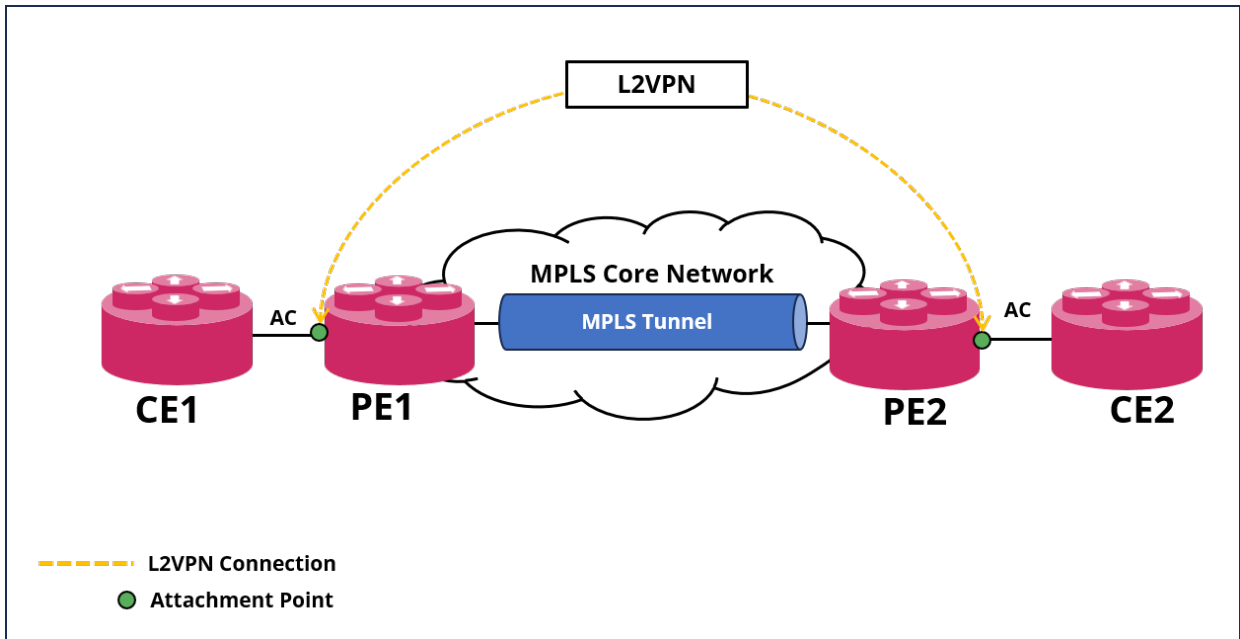 L2VPN
MPLS Core Network
MPLS Tunnel
AC
AC
CE1
PE1
PE2
CE2
L2VPN Connection
Attachment Point